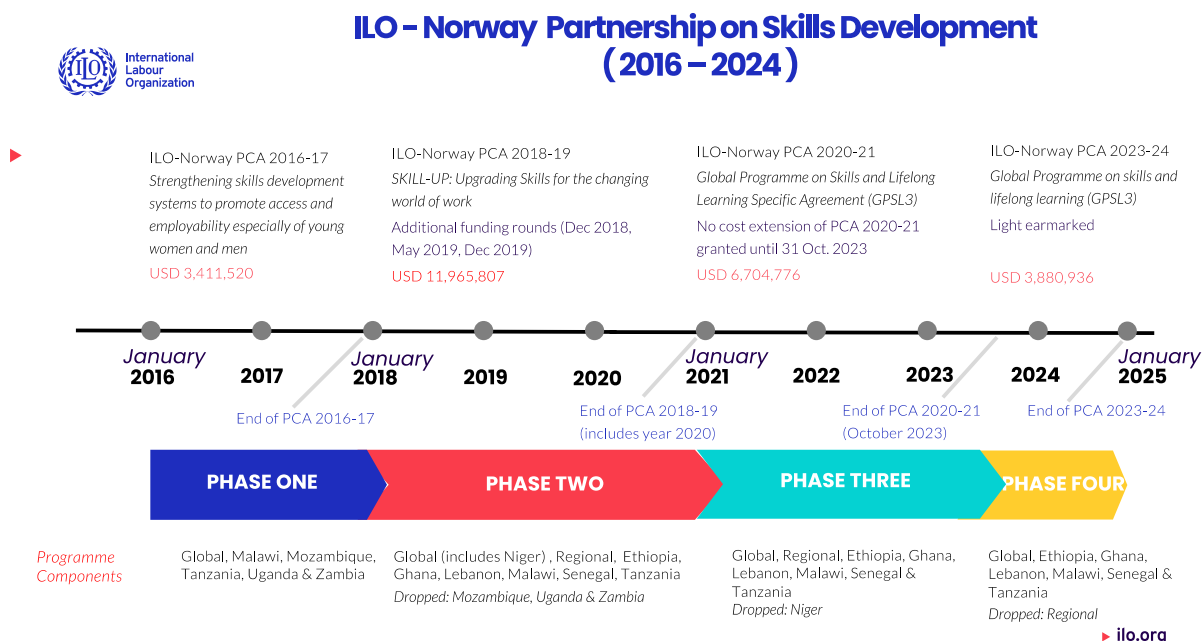 ILO – Norway Partnership on Skills Development
( 2016 – 2024 )
ILO
International
Labour
Organization
ILO-Norway PCA 2016-17
Strengthening skills development
systems to promote access and
employability especially of young
women and men
USD 3,411,520
ILO-Norway PCA 2018-19
SKILL-UP: Upgrading Skills for the changing
world of work
Additional funding rounds (Dec 2018,
May 2019, Dec 2019)
USD 11,965,807
ILO-Norway PCA 2020-21
Global Programme on Skills and Lifelong
Learning Specific Agreement (GPSL3)
No cost extension of PCA 2020-21
granted until 31 Oct. 2023
USD 6,704,776
ILO-Norway PCA 2023-24
Global Programme on skills and
lifelong learning (GPSL3)
Light earmarked
USD 3,880,936
January
2016
2017
January
2018
2019
2020
January
2021
2022
2023
2024
January
2025
End of PCA 2016-17
End of PCA 2018-19
(includes year 2020)
End of PCA 2020-21
(October 2023)
End of PCA 2023-24
PHASE ONE
PHASE TWO
PHASE THREE
PHASE FOUR
Programme
Components
Global, Malawi, Mozambique,
Tanzania, Uganda & Zambia
Global (includes Niger) , Regional, Ethiopia,
Ghana, Lebanon, Malawi, Senegal, Tanzania
Dropped: Mozambique, Uganda & Zambia
Global, Regional, Ethiopia, Ghana,
Lebanon, Malawi, Senegal &
Tanzania
Dropped: Niger
Global, Ethiopia, Ghana,
Lebanon, Malawi, Senegal &
Tanzania
Dropped: Regional
ilo.org